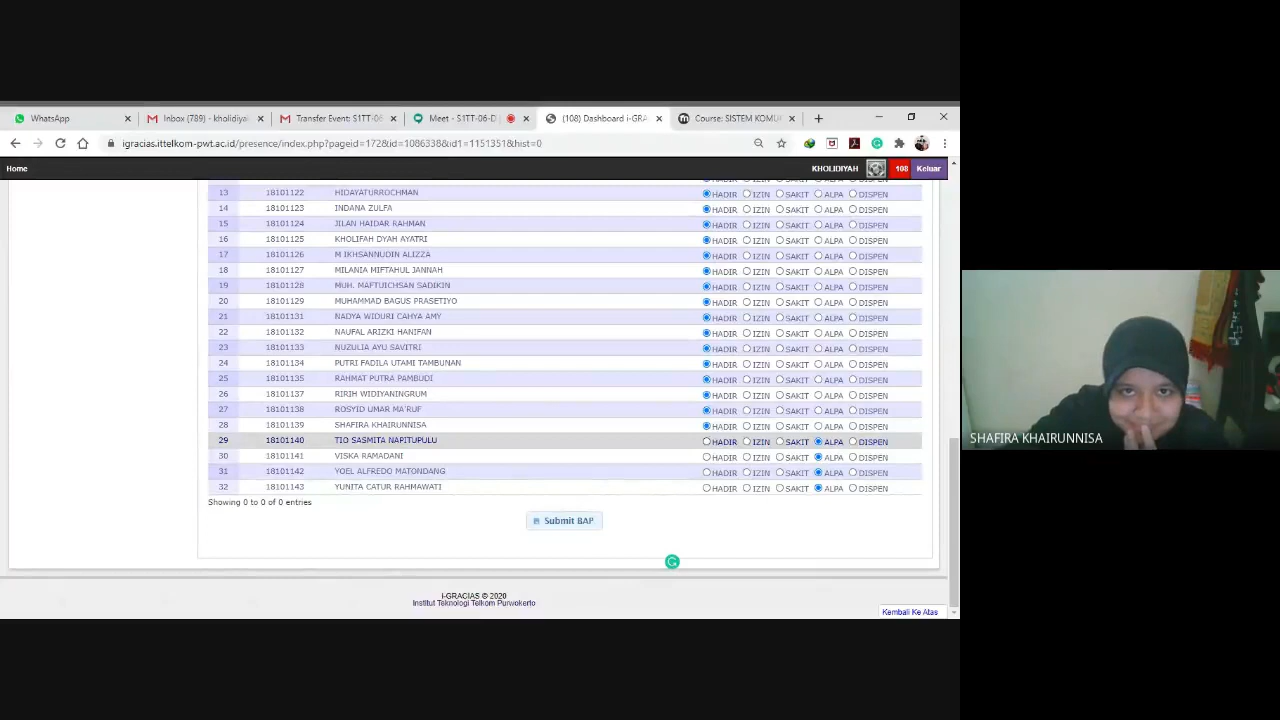 WhatsApp × Inbox (789) - kholidiya × Transfer Event: S1TT-06 × Meet - S1TT-06-D × (108) Dashboard i-GRA × Course: SISTEM KOMU × +
igracias.ittelkom-pwt.ac.id/presence/index.php?pageid=172&id=1086338&id1=1151351&hist=0
Home KHOLIDIYAH 108 Keluar
13 18101122 HIDAYATURROCHMAN HADIR IZIN SAKIT ALPA DISPEN
14 18101123 INDANA ZULFA HADIR IZIN SAKIT ALPA DISPEN
15 18101124 JILAN HAIDAR RAHMAN HADIR IZIN SAKIT ALPA DISPEN
16 18101125 KHOLIFAH DYAH AYATRI HADIR IZIN SAKIT ALPA DISPEN
17 18101126 M IKHSANNUDIN ALIZZA HADIR IZIN SAKIT ALPA DISPEN
18 18101127 MILANIA MIFTAHUL JANNAH HADIR IZIN SAKIT ALPA DISPEN
19 18101128 MUH. MAFTUICHSAN SADIKIN HADIR IZIN SAKIT ALPA DISPEN
20 18101129 MUHAMMAD BAGUS PRASETIYO HADIR IZIN SAKIT ALPA DISPEN
21 18101131 NADYA WIDURI CAHYA AMY HADIR IZIN SAKIT ALPA DISPEN
22 18101132 NAUFAL ARIZKI HANIFAN HADIR IZIN SAKIT ALPA DISPEN
23 18101133 NUZULIA AYU SAVITRI HADIR IZIN SAKIT ALPA DISPEN
24 18101134 PUTRI FADILA UTAMI TAMBUNAN HADIR IZIN SAKIT ALPA DISPEN
25 18101135 RAHMAT PUTRA PAMBUDI HADIR IZIN SAKIT ALPA DISPEN
26 18101137 RIRIH WIDIYANINGRUM HADIR IZIN SAKIT ALPA DISPEN
27 18101138 ROSYID UMAR MA'RUF HADIR IZIN SAKIT ALPA DISPEN
28 18101139 SHAFIRA KHAIRUNNISA HADIR IZIN SAKIT ALPA DISPEN
29 18101140 TIO SASMITA NAPITUPULU HADIR IZIN SAKIT ALPA DISPEN
30 18101141 VISKA RAMADANI HADIR IZIN SAKIT ALPA DISPEN
31 18101142 YOEL ALFREDO MATONDANG HADIR IZIN SAKIT ALPA DISPEN
32 18101143 YUNITA CATUR RAHMAWATI HADIR IZIN SAKIT ALPA DISPEN
Showing 0 to 0 of 0 entries
Submit BAP
i-GRACIAS © 2020
Institut Teknologi Telkom Purwokerto
Kembali Ke Atas
SHAFIRA KHAIRUNNISA